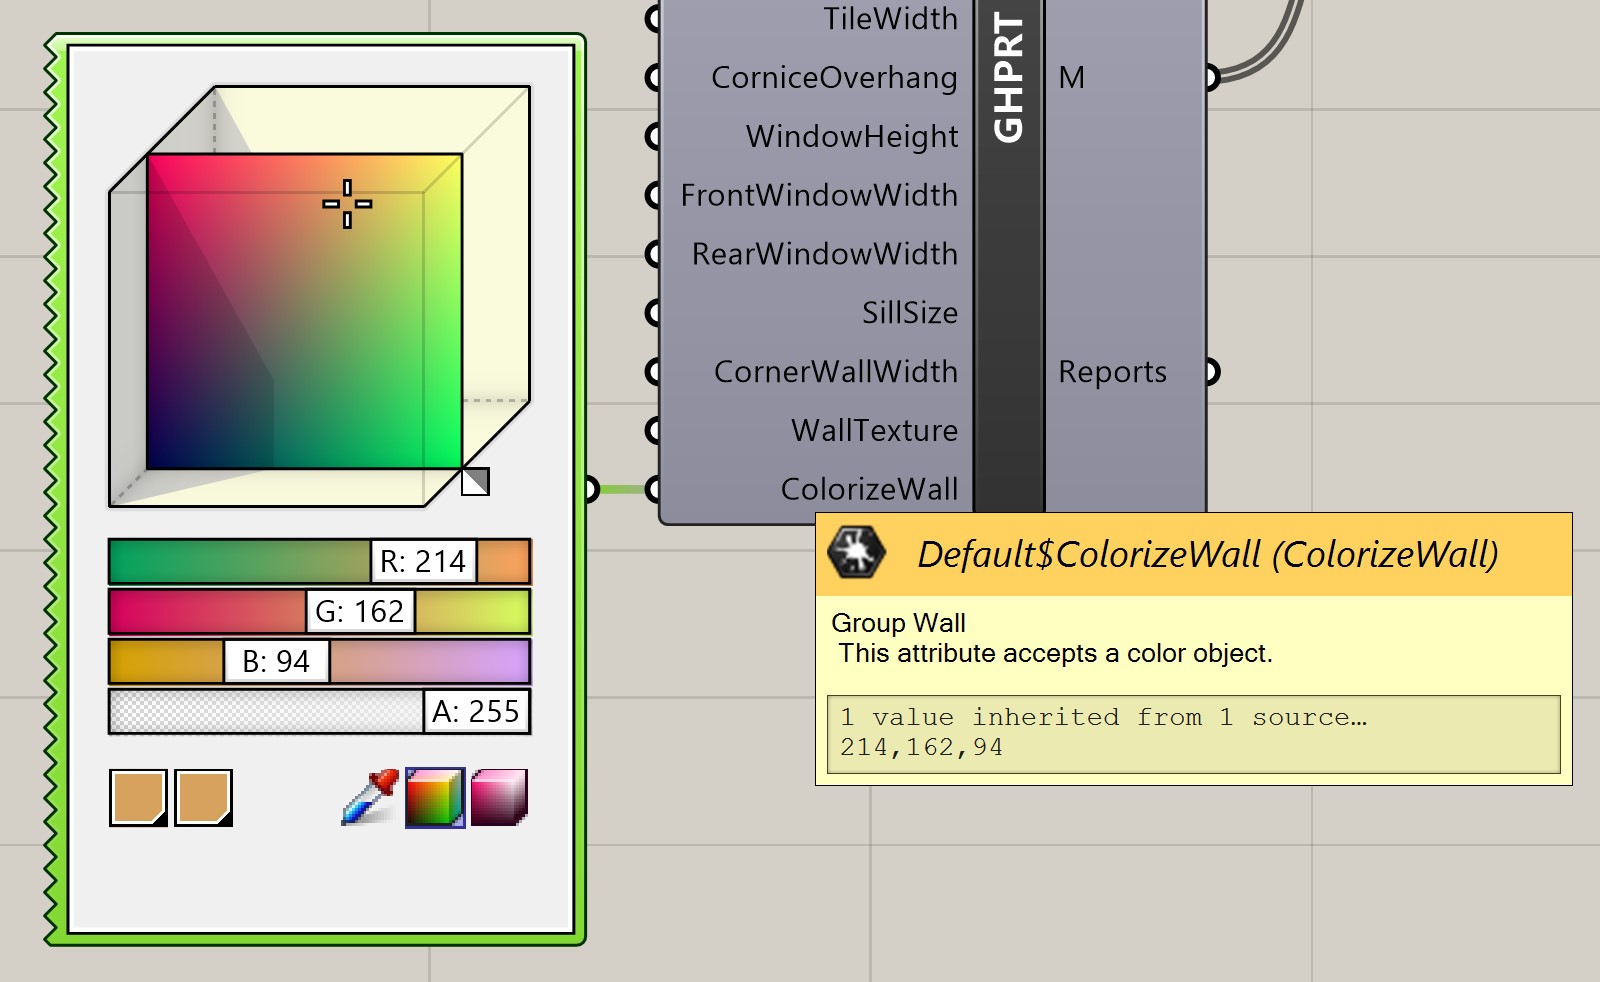 TileWidth
CorniceOverhang
WindowHeight
FrontWindowWidth
RearWindowWidth
SillSize
CornerWallWidth
WallTexture
ColorizeWall
GHPRT
M
Reports
R: 214
G: 162
B: 94
A: 255
Default$ColorizeWall (ColorizeWall)
Group Wall
This attribute accepts a color object.
1 value inherited from 1 source…
214,162,94